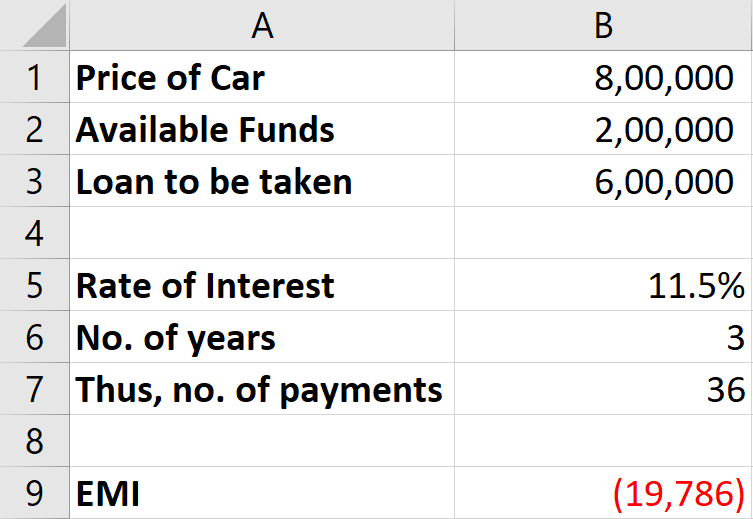 A B
1 Price of Car 8,00,000
2 Available Funds 2,00,000
3 Loan to be taken 6,00,000
4
5 Rate of Interest 11.5%
6 No. of years 3
7 Thus, no. of payments 36
8
9 EMI (19,786)